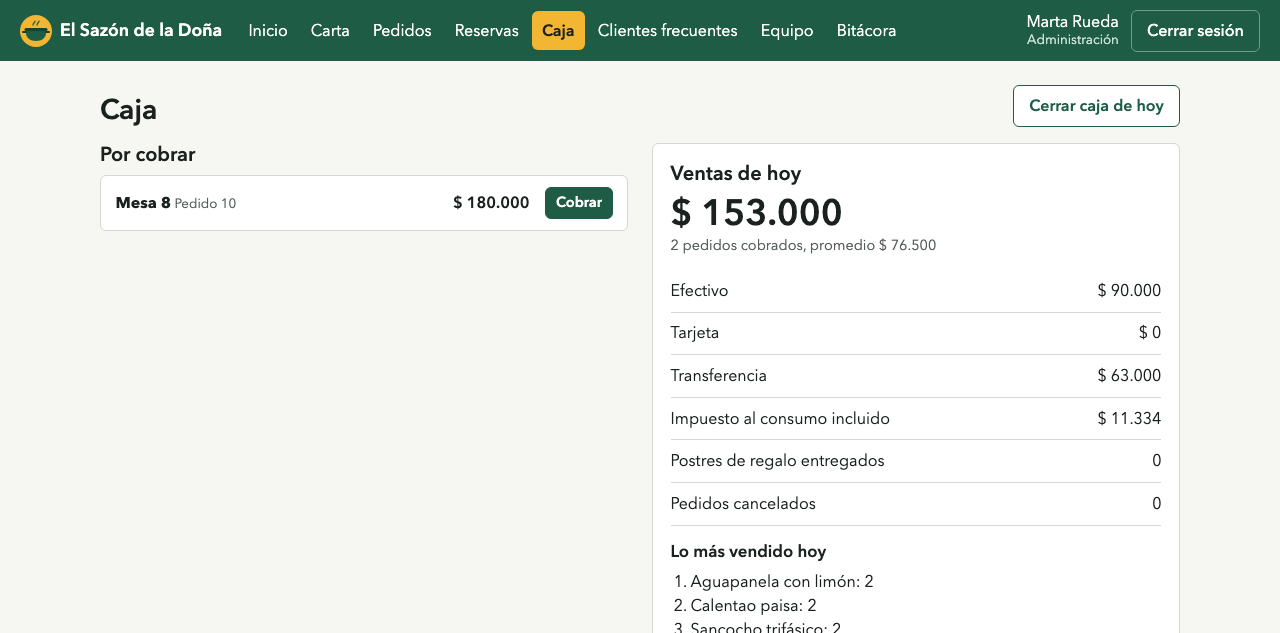 El Sazón de la Doña
Inicio
Carta
Pedidos
Reservas
Caja
Clientes frecuentes
Equipo
Bitácora
Marta Rueda
Administración
Cerrar sesión
Caja
Cerrar caja de hoy
Por cobrar
Mesa 8 Pedido 10 $ 180.000 Cobrar
Ventas de hoy
$ 153.000
2 pedidos cobrados, promedio $ 76.500
Efectivo $ 90.000
Tarjeta $ 0
Transferencia $ 63.000
Impuesto al consumo incluido $ 11.334
Postres de regalo entregados 0
Pedidos cancelados 0
Lo más vendido hoy
1. Aguapanela con limón: 2
2. Calentao paisa: 2
3. Sancocho trifásico: 2